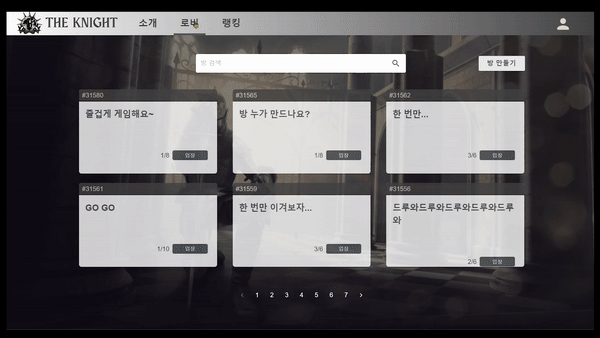 THE KNIGHT 소개 로비 랭킹
방 검색
방 만들기
#31580
즐겁게 게임해요~
1/8 입장
#31565
방 누가 만드나요?
1/8 입장
#31562
한 번만...
3/6 입장
#31561
GO GO
1/10 입장
#31559
한 번만 이겨보자...
3/6 입장
#31556
드루와드루와드루와드루와드루
와
2/6 입장
‹ 1 2 3 4 5 6 7 ›